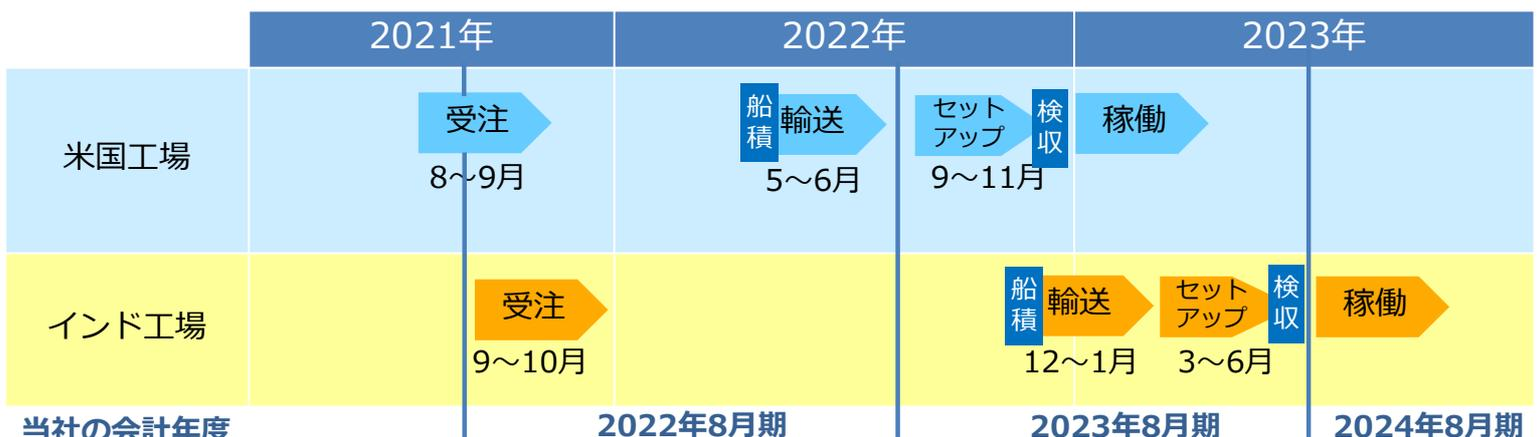 2021年
2022年
2023年
米国工場
受注
8～9月
船積
輸送
5～6月
セット
アップ
9～11月
検収
稼働
インド工場
受注
9～10月
船積
輸送
12～1月
セット
アップ
3～6月
検収
稼働
当社の会計年度
2022年8月期
2023年8月期
2024年8月期